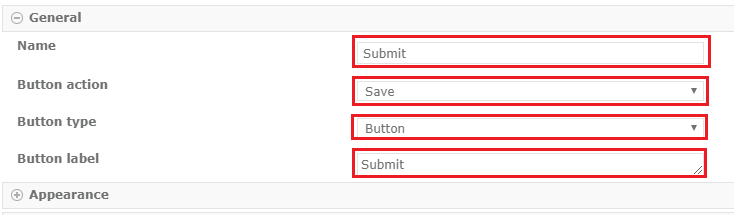 General
Name Submit
Button action Save
Button type Button
Button label Submit
Appearance